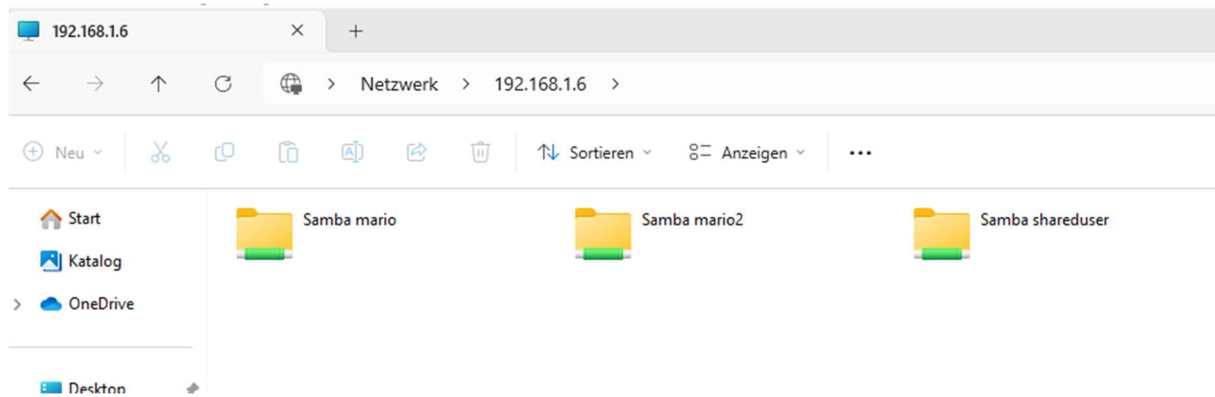 192.168.1.6
Netzwerk > 192.168.1.6 >
Neu Sortieren Anzeigen
Start
Samba mario Samba mario2 Samba shareduser
Katalog
OneDrive
Desktop